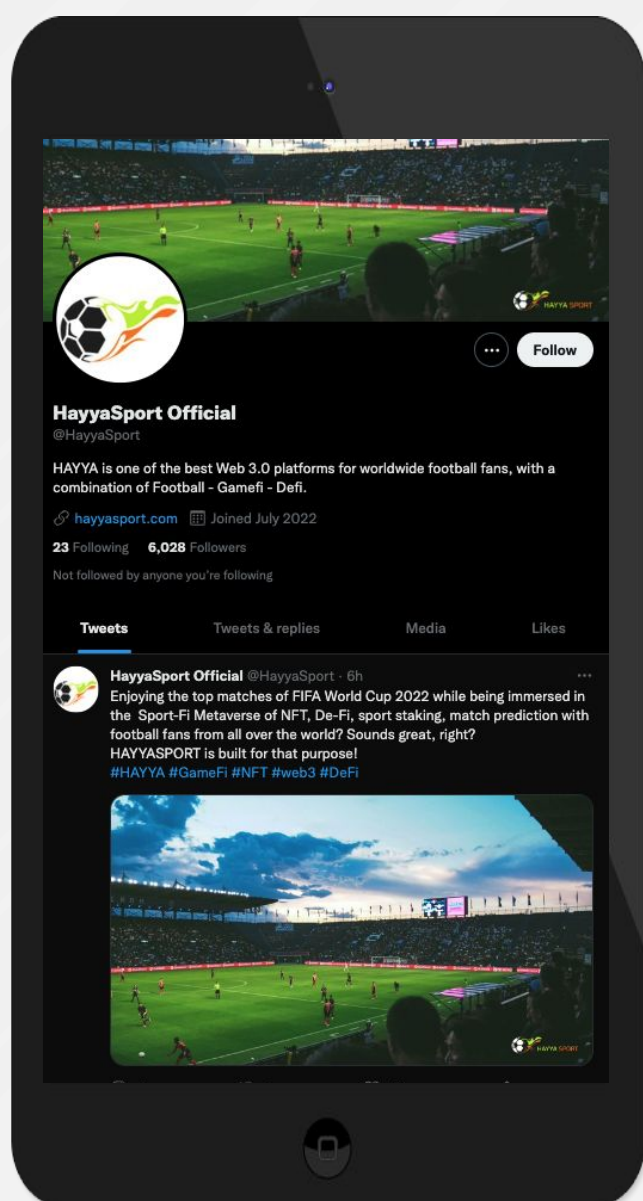 HAYYA SPORT
Follow
HayyaSport Official
@HayyaSport
HAYYA is one of the best Web 3.0 platforms for worldwide football fans, with a
combination of Football - Gamefi - Defi.
hayyasport.com Joined July 2022
23 Following 6,028 Followers
Not followed by anyone you're following
Tweets Tweets & replies Media Likes
HayyaSport Official @HayyaSport · 6h
Enjoying the top matches of FIFA World Cup 2022 while being immersed in
the Sport-Fi Metaverse of NFT, De-Fi, sport staking, match prediction with
football fans from all over the world? Sounds great, right?
HAYYASPORT is built for that purpose!
#HAYYA #GameFi #NFT #web3 #DeFi
HAYYA SPORT